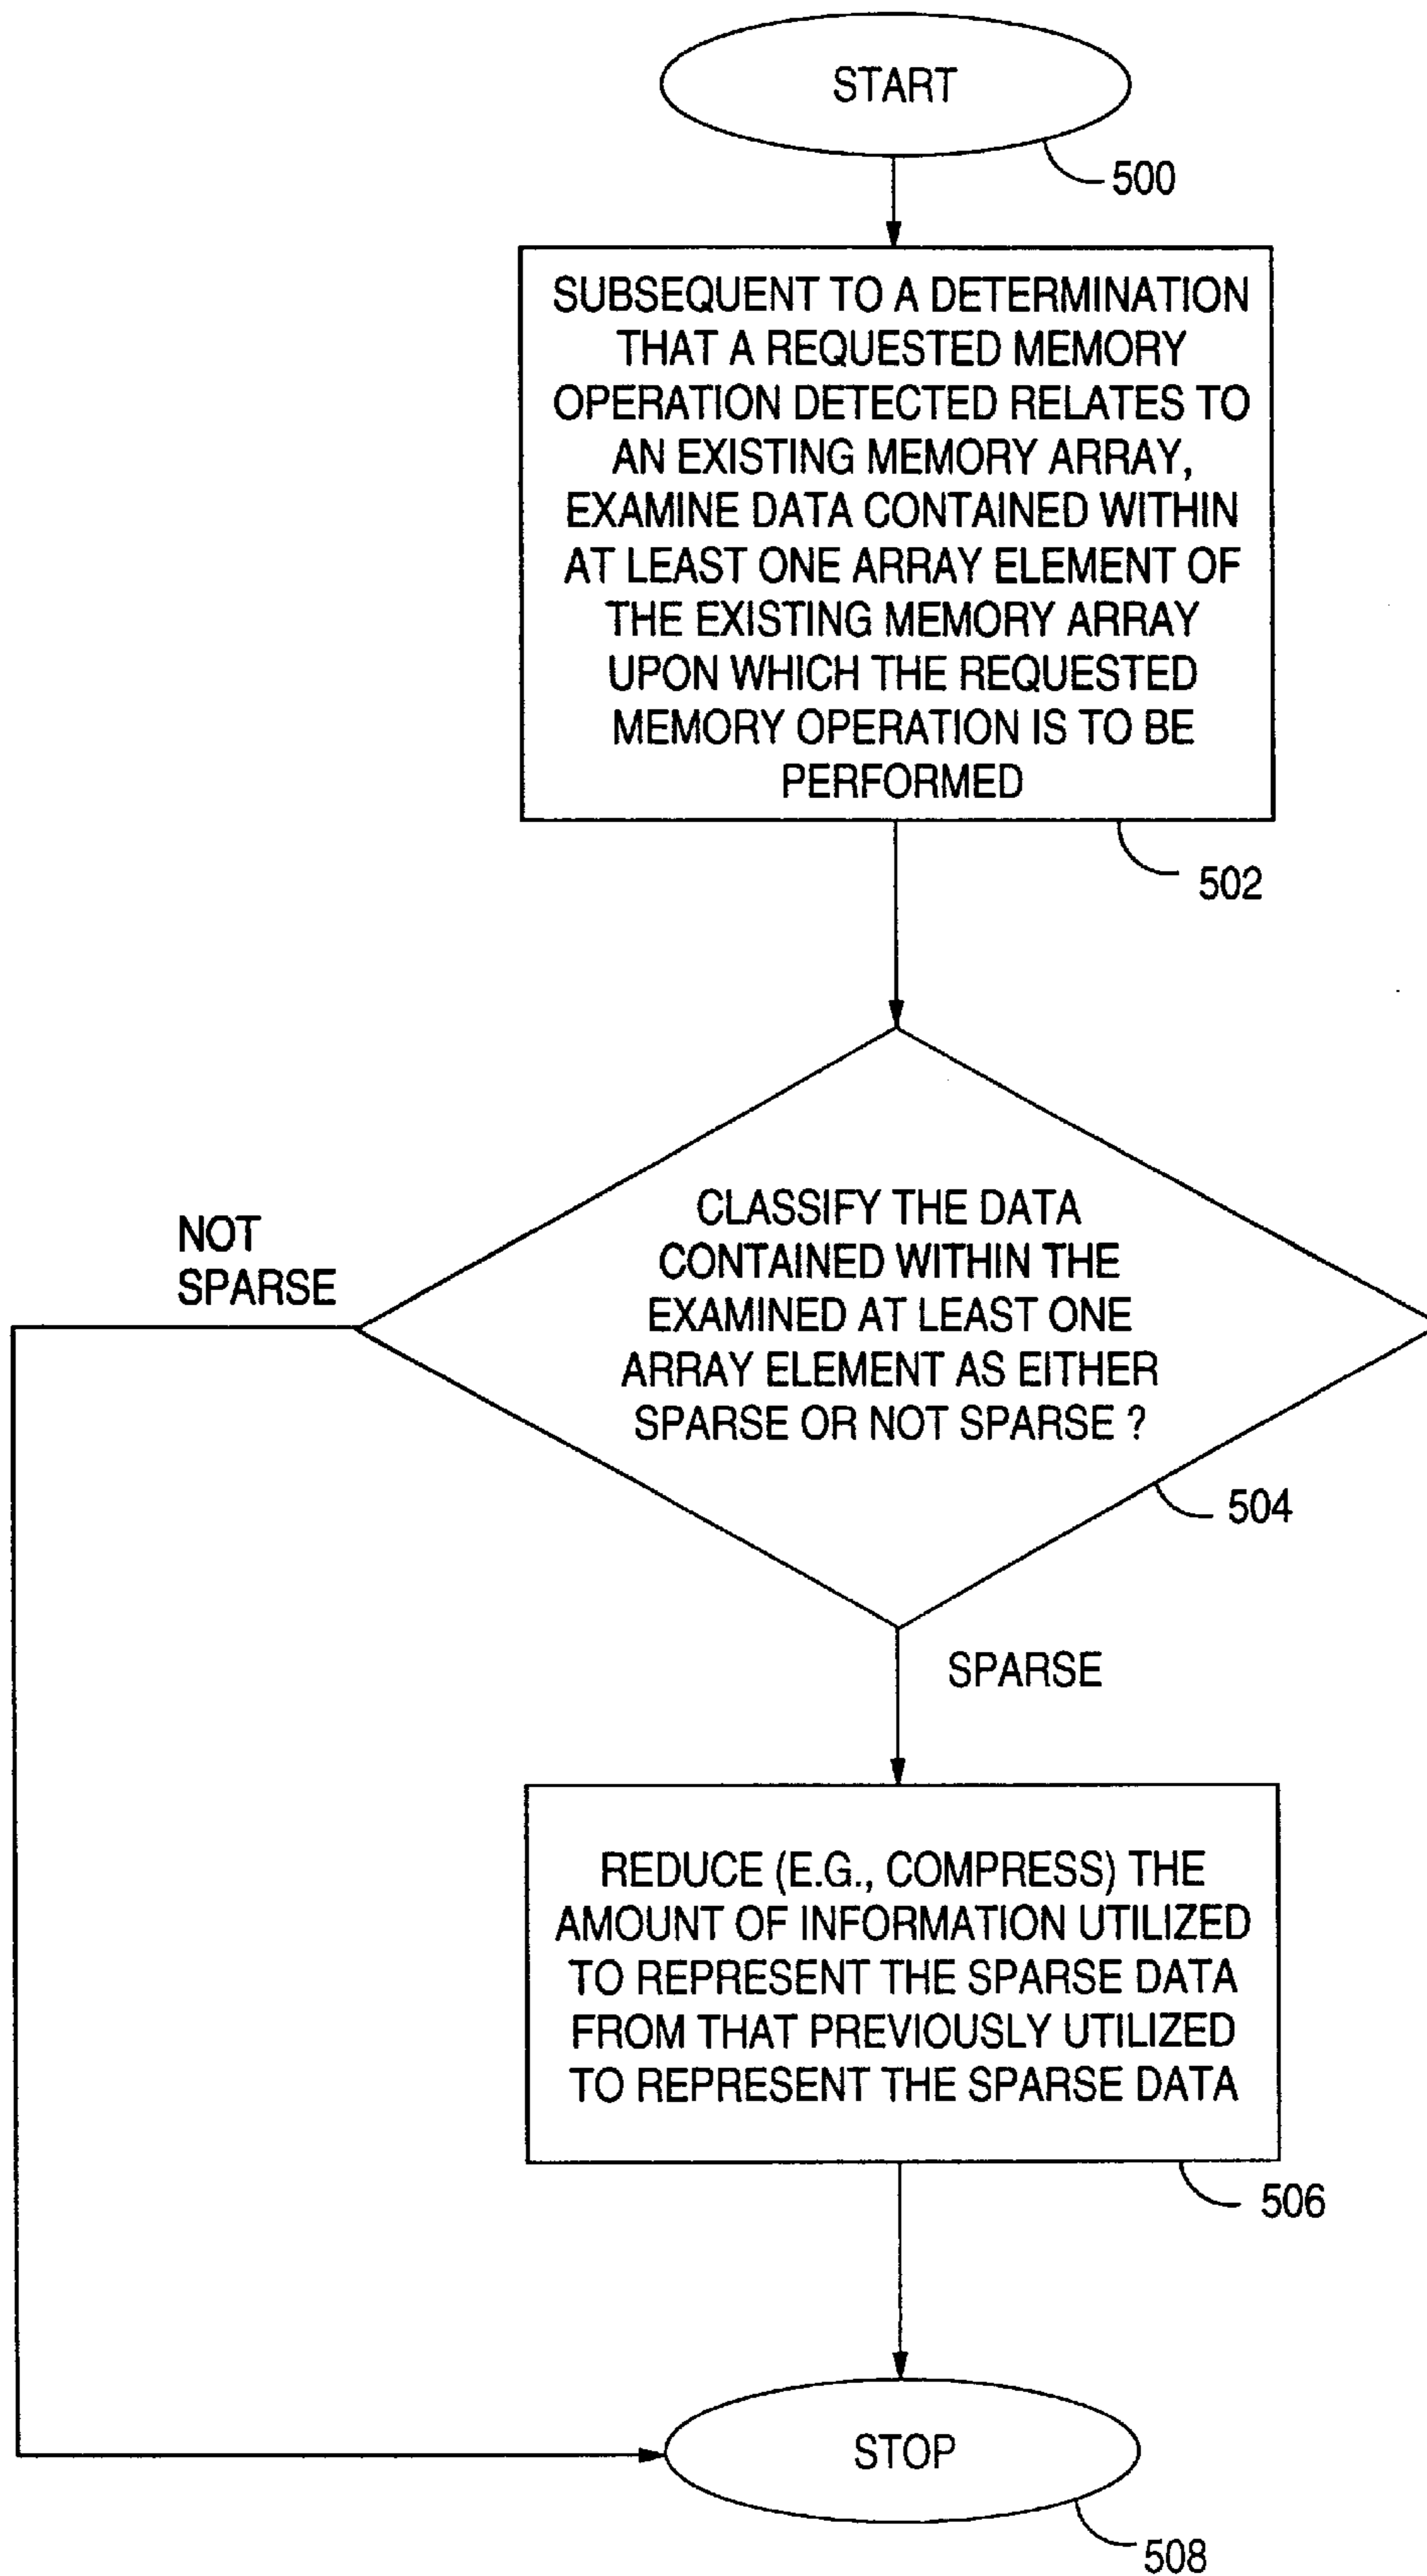 START
500
SUBSEQUENT TO A DETERMINATION
THAT A REQUESTED MEMORY
OPERATION DETECTED RELATES TO
AN EXISTING MEMORY ARRAY,
EXAMINE DATA CONTAINED WITHIN
AT LEAST ONE ARRAY ELEMENT OF
THE EXISTING MEMORY ARRAY
UPON WHICH THE REQUESTED
MEMORY OPERATION IS TO BE
PERFORMED
502
CLASSIFY THE DATA
CONTAINED WITHIN THE
EXAMINED AT LEAST ONE
ARRAY ELEMENT AS EITHER
SPARSE OR NOT SPARSE ?
NOT
SPARSE
504
SPARSE
REDUCE (E.G., COMPRESS) THE
AMOUNT OF INFORMATION UTILIZED
TO REPRESENT THE SPARSE DATA
FROM THAT PREVIOUSLY UTILIZED
TO REPRESENT THE SPARSE DATA
506
STOP
508